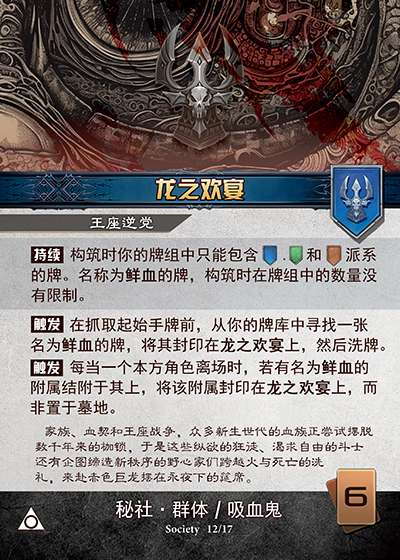 龙之欢宴
王座逆党
持续 构筑时你的牌组中只能包含 . 和 派系
的牌。名称为鲜血的牌，构筑时在牌组中的数量没
有限制。
触发 在抓取起始手牌前，从你的牌库中寻找一张
名为鲜血的牌，将其封印在龙之欢宴上，然后洗牌。
触发 每当一个本方角色离场时，若有名为鲜血的
附属结附于其上，将该附属封印在龙之欢宴上，而
非置于墓地。
家族、血契和王座战争，众多新生世代的血族正尝试摆脱
数千年来的枷锁，于是这些纵欲的狂徒、渴求自由的斗士
还有企图缔造新秩序的野心家们跨越火与死亡的洗
礼，来赴赤色巨龙摆在永夜下的筵席。
6
秘社·群体 / 吸血鬼
Society 12/17